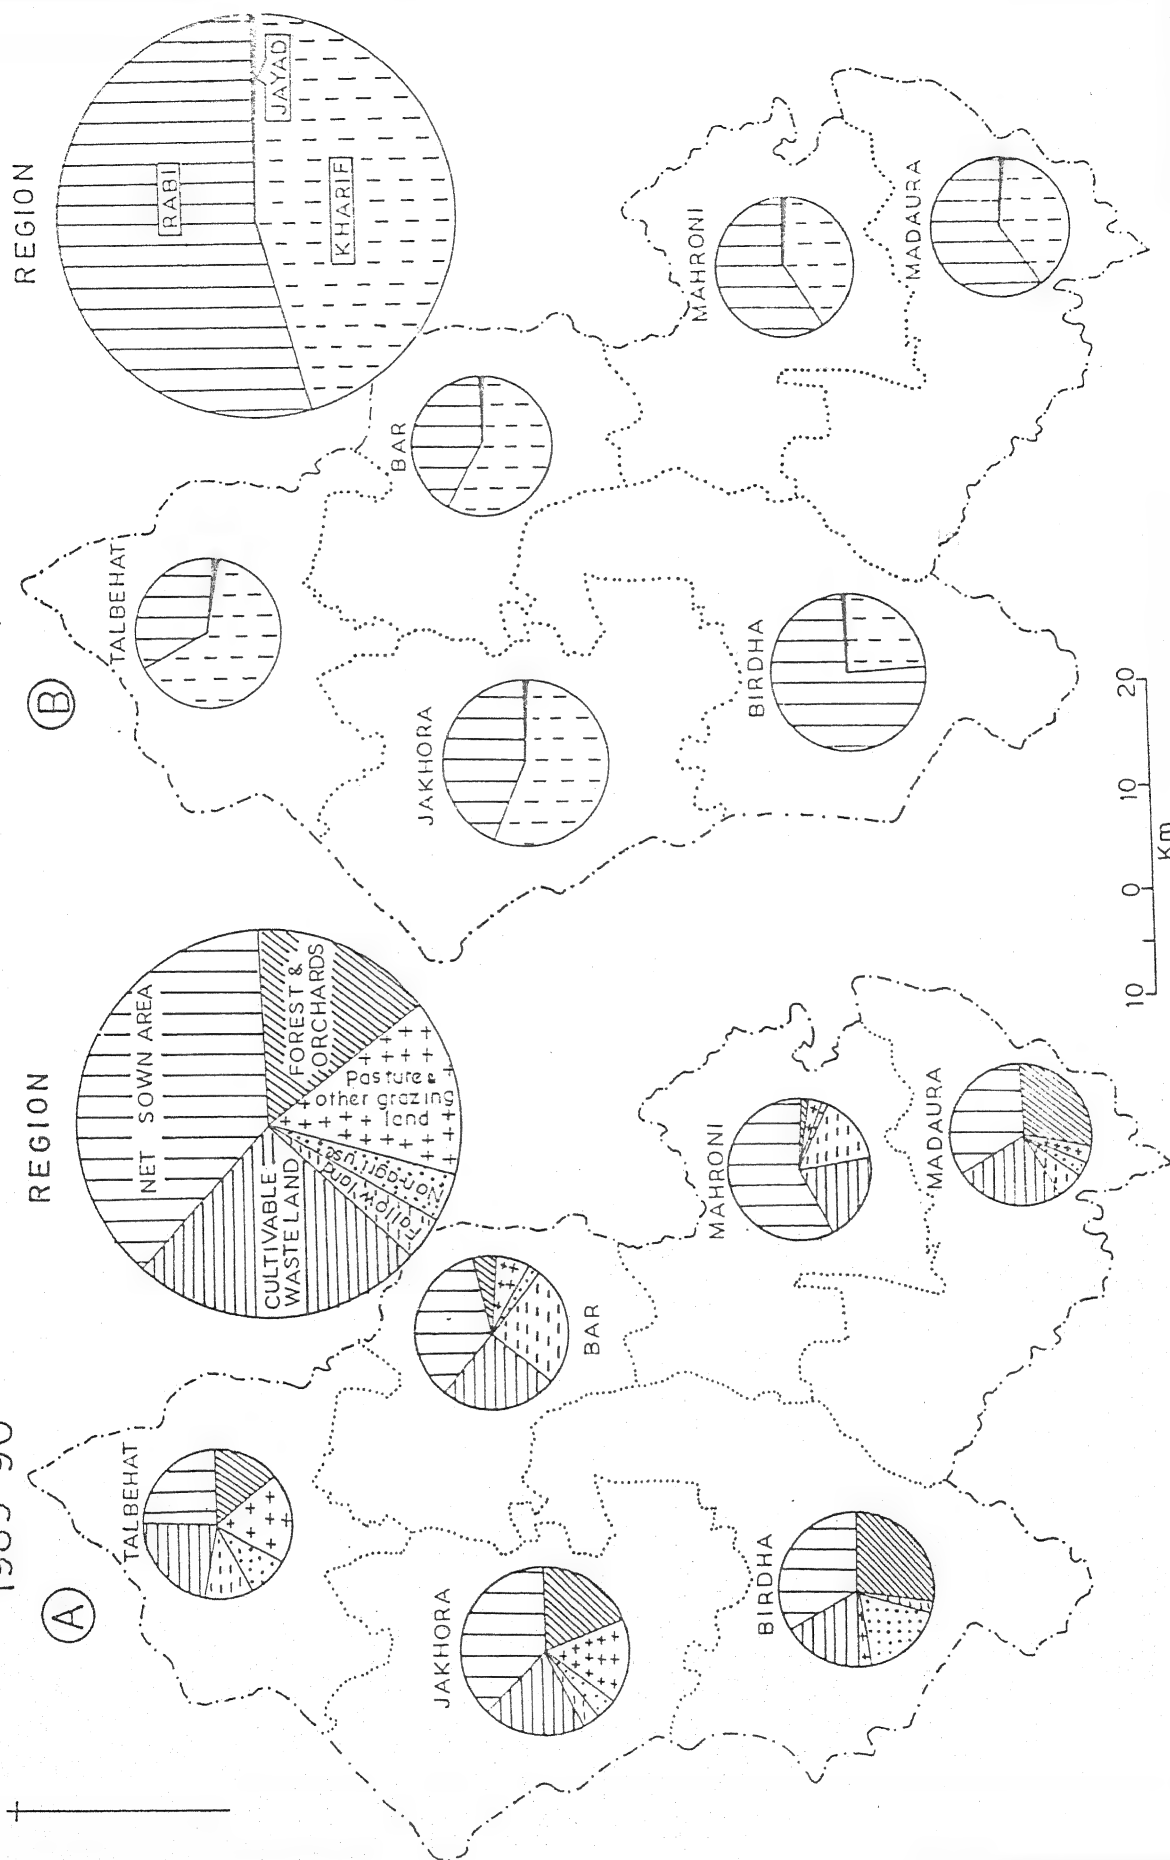 1989-90
A
REGION
NET SOWN AREA
FOREST &
FORCHARDS
Pasture &
other grazing
land
Non-agri use
Fallow land
CULTIVABLE
WASTE LAND
TALBEHAT
BAR
JAKHORA
BIRDHA
MAHRONI
MADAURA
B
REGION
RABI
JAYAD
KHARIF
TALBEHAT
BAR
JAKHORA
BIRDHA
MAHRONI
MADAURA
10 0 10 20
Km